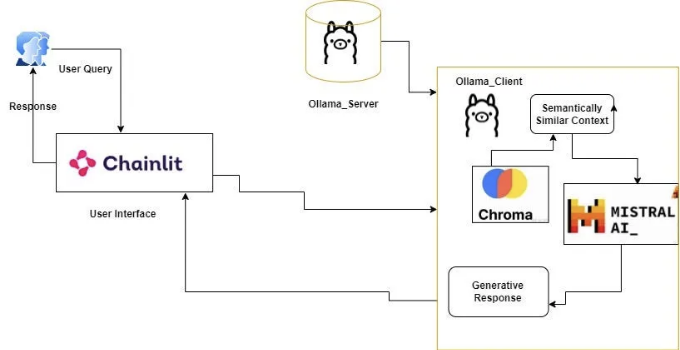 User Query
Response
Chainlit
User Interface
Ollama_Server
Ollama_Client
Semantically
Similar Context
Chroma
MISTRAL
AI_
Generative
Response